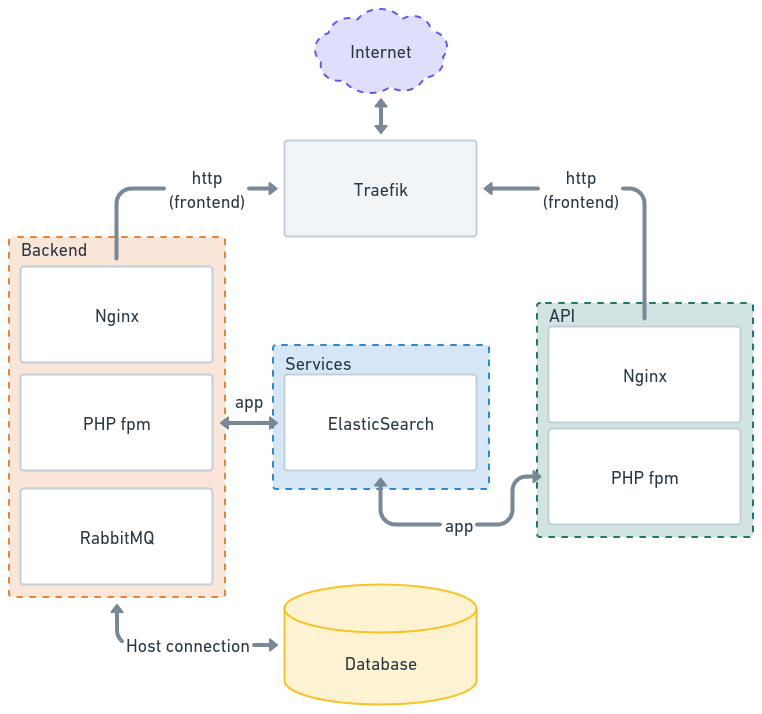 Internet
Traefik
http
(frontend)
http
(frontend)
Backend
Nginx
PHP fpm
RabbitMQ
app
Services
ElasticSearch
API
Nginx
PHP fpm
app
Host connection
Database